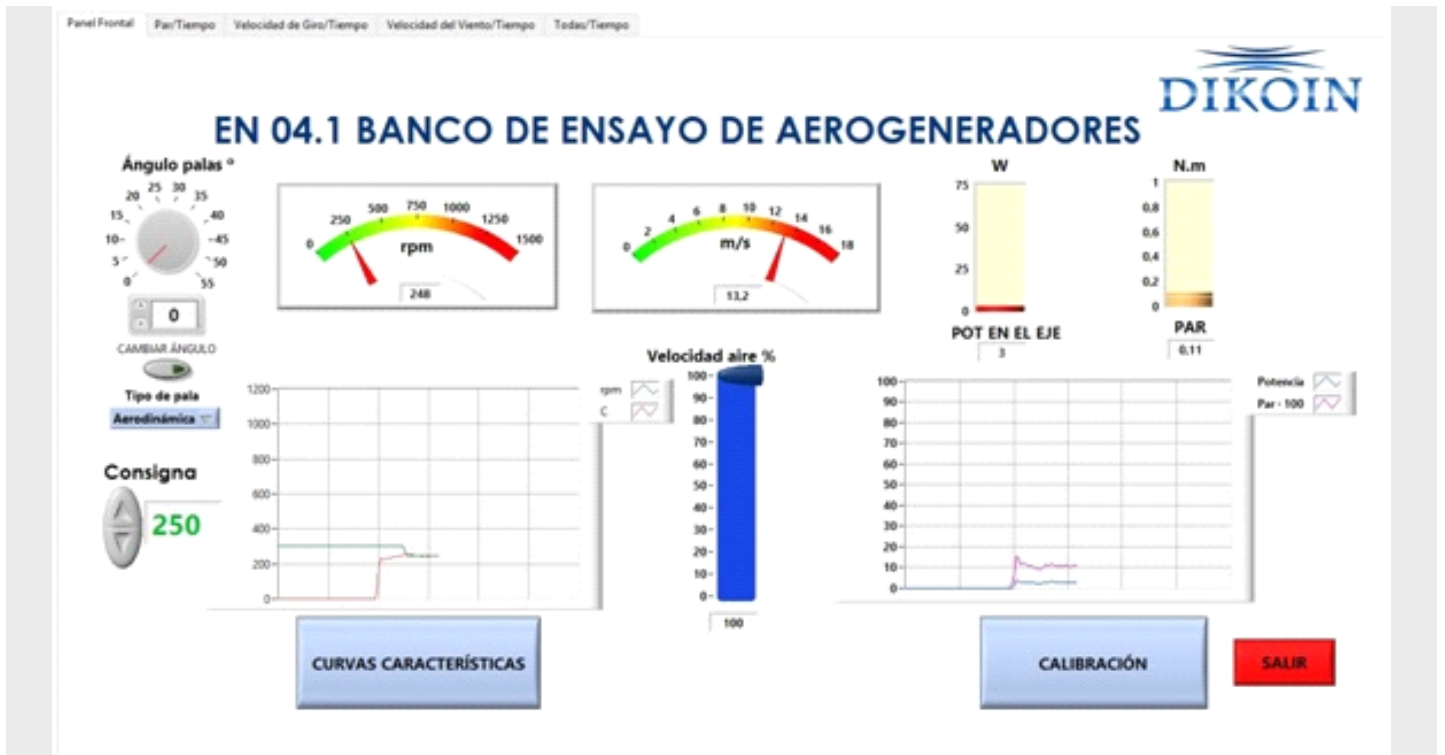 Panel Frontal Par/Tiempo Velocidad de Giro/Tiempo Velocidad del Viento/Tiempo Todas/Tiempo
DIKOIN
EN 04.1 BANCO DE ENSAYO DE AEROGENERADORES
Ángulo palas º
0 5 10 15 20 25 30 35 40 45 50 55
0
CAMBIAR ÁNGULO
Tipo de pala
Aerodinámica
Consigna
250
0 250 500 750 1000 1250 1500
rpm
248
0 2 4 6 8 10 12 14 16 18
m/s
13,2
W
75
50
25
0
POT EN EL EJE
3
N.m
1
0,8
0,6
0,4
0,2
0
PAR
0,11
1200
1000
800
600
400
200
0
rpm
C
Velocidad aire %
100
90
80
70
60
50
40
30
20
10
0
100
100
90
80
70
60
50
40
30
20
10
0
Potencia
Par - 100
CURVAS CARACTERÍSTICAS
CALIBRACIÓN
SALIR